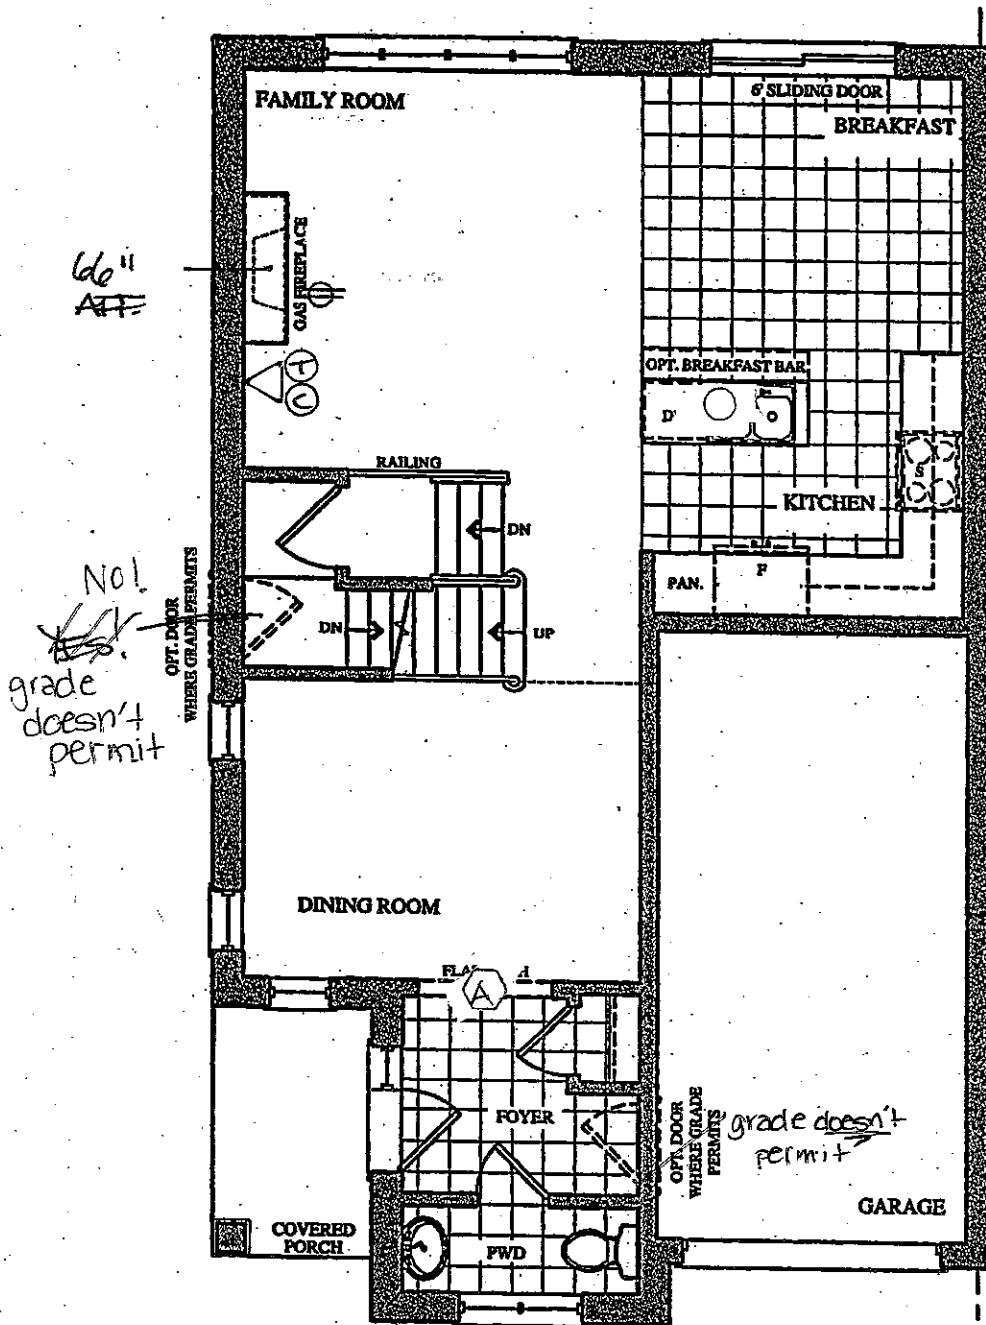 FAMILY ROOM
6' SLIDING DOOR
BREAKFAST
GAS FIREPLACE
66"
T
C
OPT. BREAKFAST BAR
D
S
RAILING
KITCHEN
DN
PAN.
F
OPT. DOOR
WHERE GRADE PERMITS
NO!
YES!
grade
doesn't
permit
DN
UP
DINING ROOM
A
FOYER
OPT. DOOR
WHERE GRADE
PERMITS
grade doesn't
permit
GARAGE
COVERED
PORCH
PWD